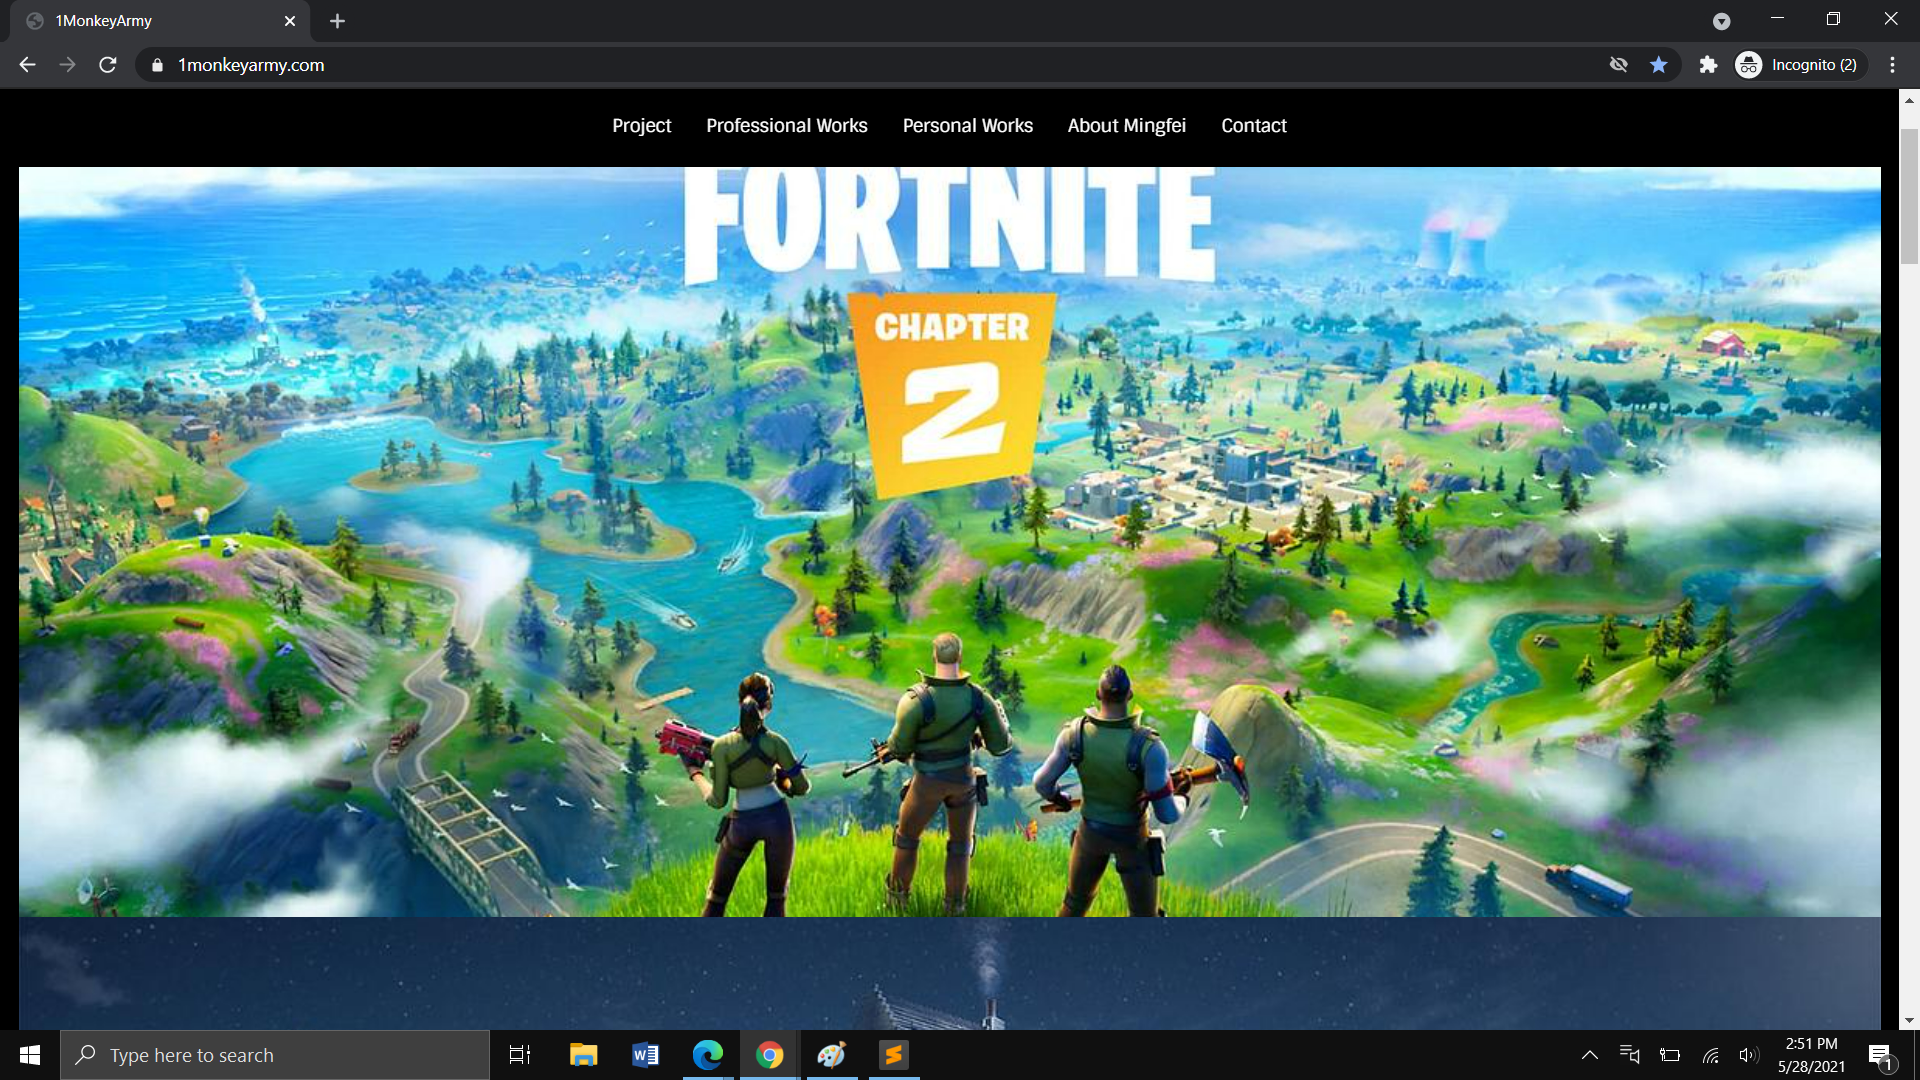 1MonkeyArmy
1monkeyarmy.com
Incognito (2)
Project Professional Works Personal Works About Mingfei Contact
FORTNITE
CHAPTER
2
Type here to search
2:51 PM
5/28/2021
1